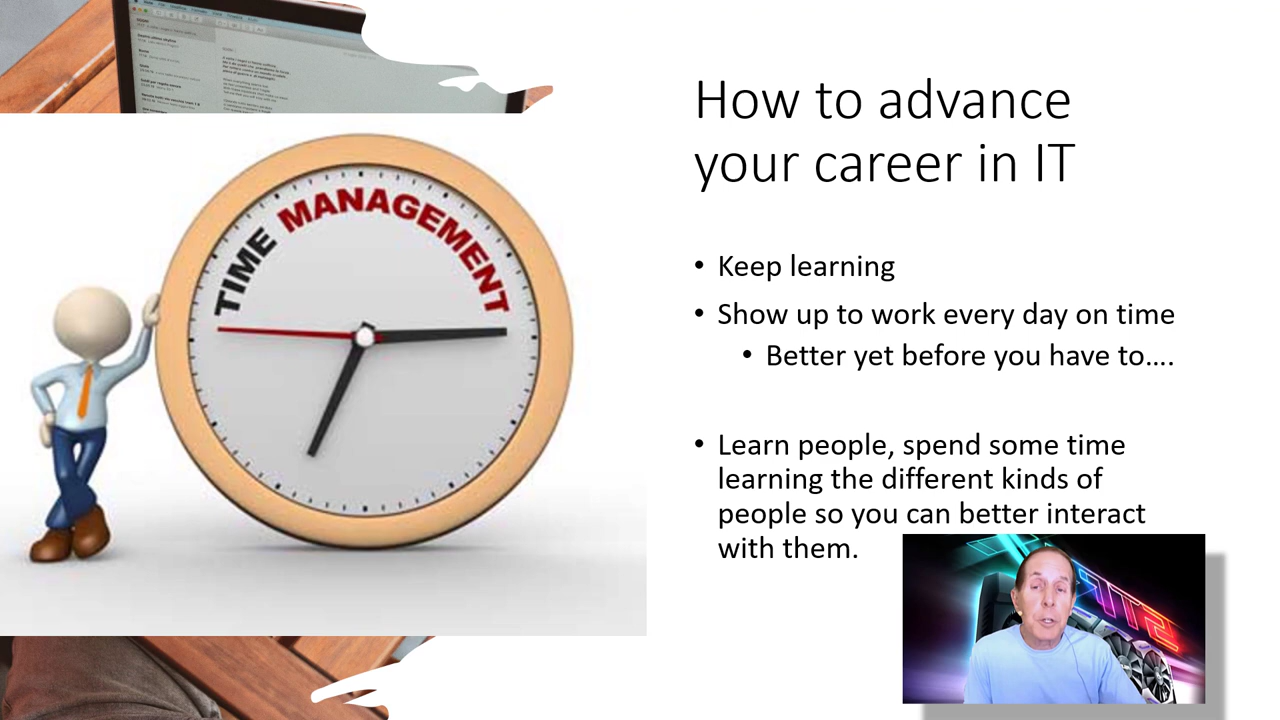 How to advance
your career in IT
TIME MANAGEMENT
• Keep learning
• Show up to work every day on time
• Better yet before you have to….
• Learn people, spend some time
learning the different kinds of
people so you can better interact
with them.